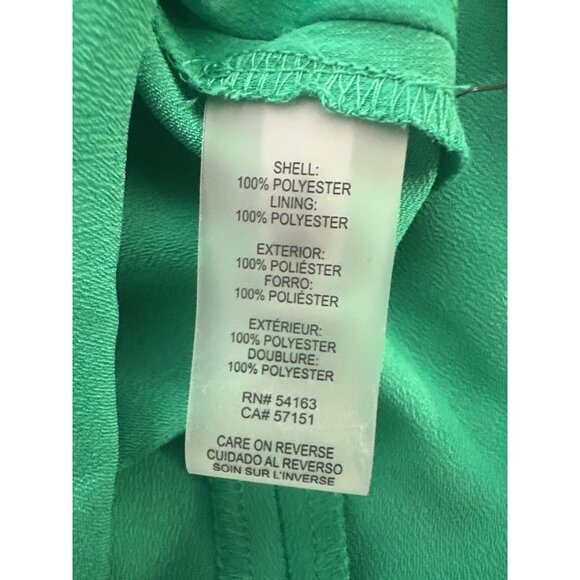 SHELL:
100% POLYESTER
LINING:
100% POLYESTER
EXTERIOR:
100% POLIÉSTER
FORRO:
100% POLIÉSTER
EXTÉRIEUR:
100% POLYESTER
DOUBLURE:
100% POLYESTER
RN# 54163
CA# 57151
CARE ON REVERSE
CUIDADO AL REVERSO
SOIN SUR L'INVERSE